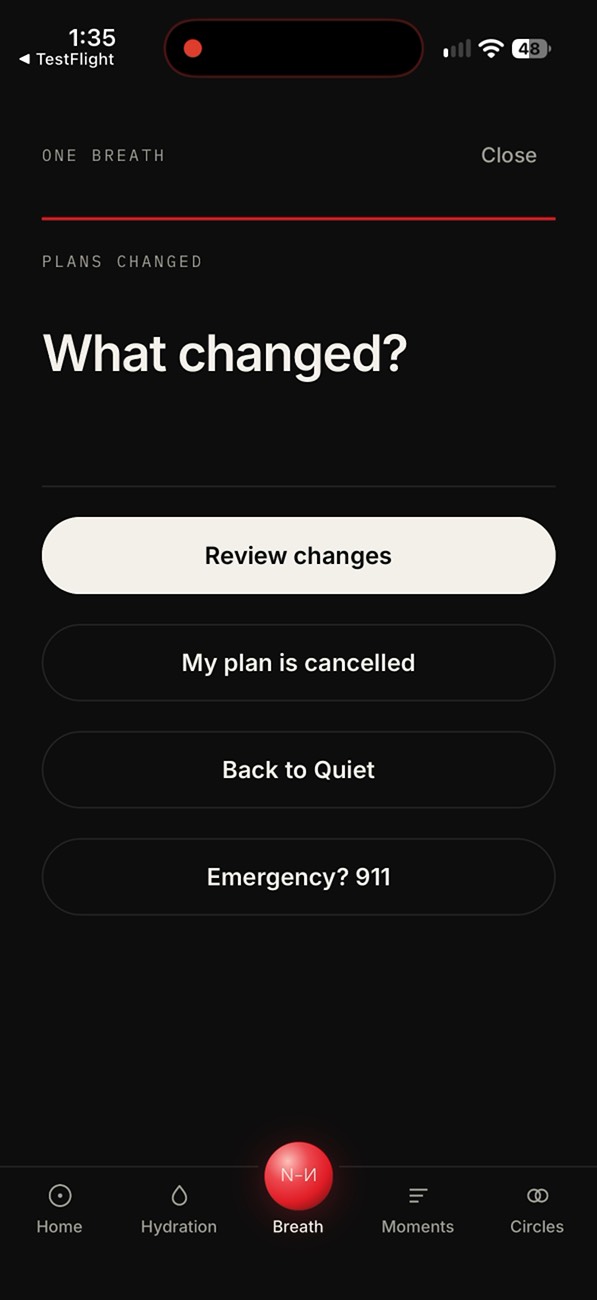 1:35
◀ TestFlight
48
ONE BREATH
Close
PLANS CHANGED
What changed?
Review changes
My plan is cancelled
Back to Quiet
Emergency? 911
N–И
Home
Hydration
Breath
Moments
Circles